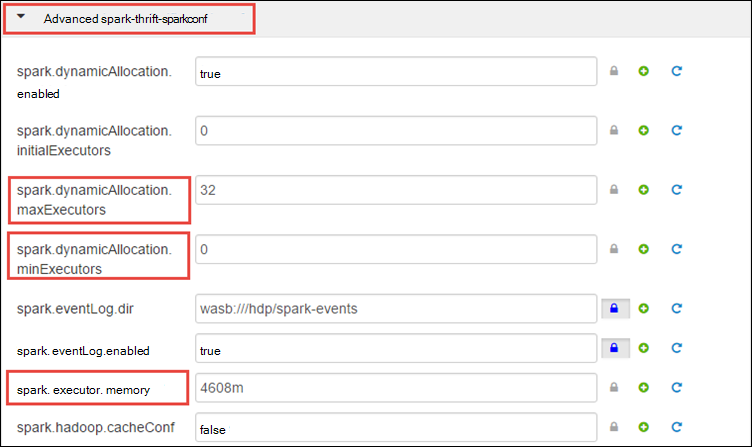 Advanced spark-thrift-sparkconf
spark.dynamicAllocation. true
enabled
spark.dynamicAllocation. 0
initialExecutors
spark.dynamicAllocation. 32
maxExecutors
spark.dynamicAllocation. 0
minExecutors
spark.eventLog.dir wasb:///hdp/spark-events
spark. eventLog.enabled true
spark. executor. memory 4608m
spark.hadoop.cacheConf false